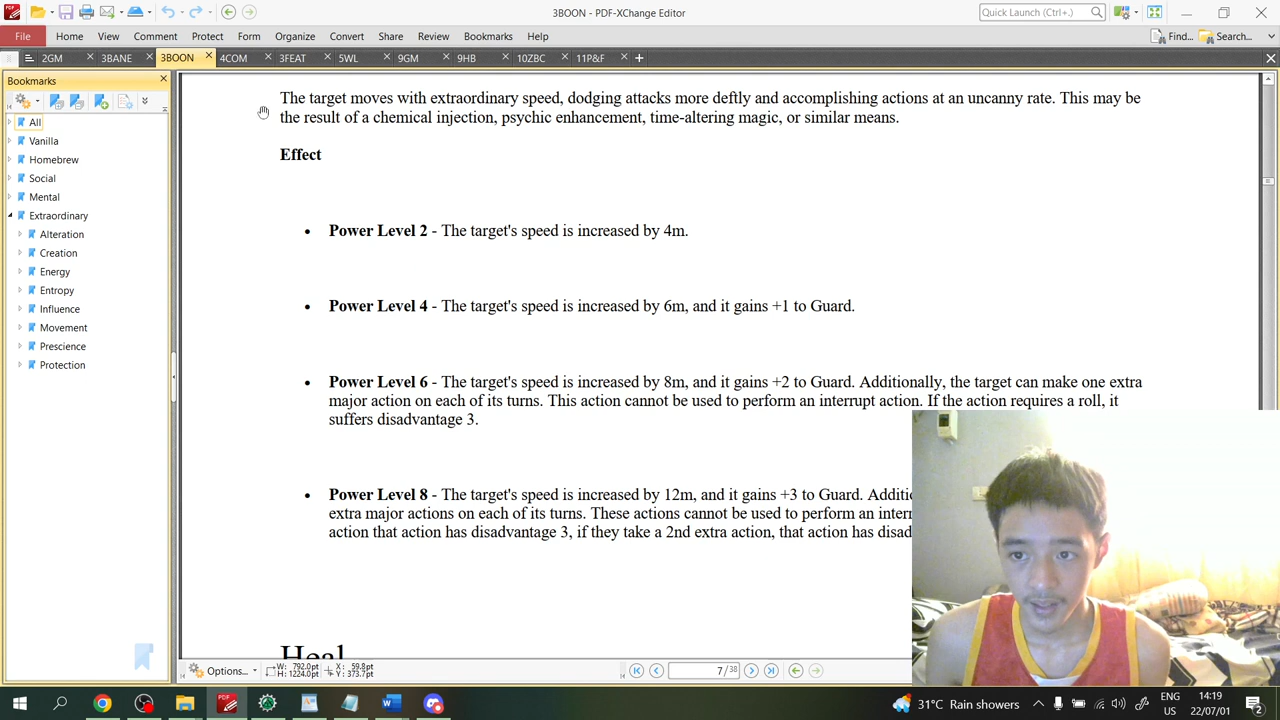 3BOON - PDF-XChange Editor
Quick Launch (Ctrl+.)
File Home View Comment Protect Form Organize Convert Share Review Bookmarks Help Find... Search...
2GM 3BANE 3BOON 4COM 3FEAT 5WL 9GM 9HB 10ZBC 11P&F
Bookmarks
All
Vanilla
Homebrew
Social
Mental
Extraordinary
Alteration
Creation
Energy
Entropy
Influence
Movement
Prescience
Protection
The target moves with extraordinary speed, dodging attacks more deftly and accomplishing actions at an uncanny rate. This may be
the result of a chemical injection, psychic enhancement, time-altering magic, or similar means.
Effect
• Power Level 2 - The target's speed is increased by 4m.
• Power Level 4 - The target's speed is increased by 6m, and it gains +1 to Guard.
• Power Level 6 - The target's speed is increased by 8m, and it gains +2 to Guard. Additionally, the target can make one extra
major action on each of its turns. This action cannot be used to perform an interrupt action. If the action requires a roll, it
suffers disadvantage 3.
• Power Level 8 - The target's speed is increased by 12m, and it gains +3 to Guard.
extra major actions on each of its turns. These actions cannot be used to perform an
action that action has disadvantage 3, if they take a 2nd extra action, that action has
Heal
Options...
W: 792.0pt
H: 1224.0pt
X: 59.8pt
Y: 373.7pt
7 / 38
31°C Rain showers
ENG
US
14:19
22/07/01
2